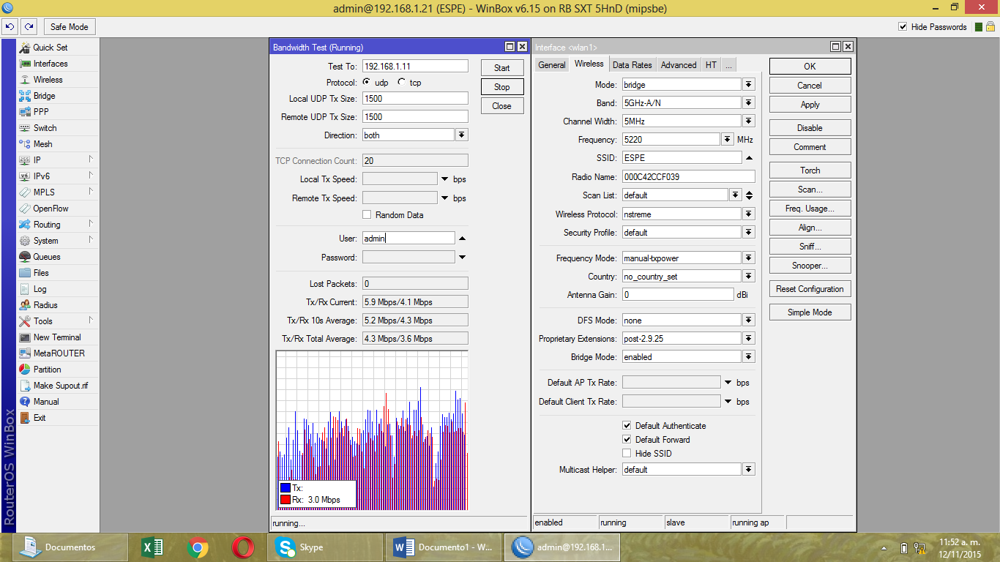 admin@192.168.1.21 (ESPE) - WinBox v6.15 on RB SXT 5HnD (mipsbe)
Safe Mode
Hide Passwords
RouterOS WinBox
Quick Set
Interfaces
Wireless
Bridge
PPP
Switch
Mesh
IP
IPv6
MPLS
OpenFlow
Routing
System
Queues
Files
Log
Radius
Tools
New Terminal
MetaROUTER
Partition
Make Supout.rif
Manual
Exit
Bandwidth Test (Running)
Test To: 192.168.1.11
Protocol: udp tcp
Local UDP Tx Size: 1500
Remote UDP Tx Size: 1500
Direction: both
TCP Connection Count: 20
Local Tx Speed: bps
Remote Tx Speed: bps
Random Data
User: admin
Password:
Lost Packets: 0
Tx/Rx Current: 5.9 Mbps/4.1 Mbps
Tx/Rx 10s Average: 5.2 Mbps/4.3 Mbps
Tx/Rx Total Average: 4.3 Mbps/3.6 Mbps
Tx:
Rx: 3.0 Mbps
running...
Start
Stop
Close
Interface <wlan1>
General Wireless Data Rates Advanced HT ...
Mode: bridge
Band: 5GHz-A/N
Channel Width: 5MHz
Frequency: 5220 MHz
SSID: ESPE
Radio Name: 000C42CCF039
Scan List: default
Wireless Protocol: nstreme
Security Profile: default
Frequency Mode: manual-txpower
Country: no_country_set
Antenna Gain: 0 dBi
DFS Mode: none
Proprietary Extensions: post-2.9.25
Bridge Mode: enabled
Default AP Tx Rate: bps
Default Client Tx Rate: bps
Default Authenticate
Default Forward
Hide SSID
Multicast Helper: default
enabled running slave running ap
OK
Cancel
Apply
Disable
Comment
Torch
Scan...
Freq. Usage...
Align...
Sniff...
Snooper...
Reset Configuration
Simple Mode
Documentos
Skype
Documento1 - W...
admin@192.168.1...
11:52 a. m.
12/11/2015